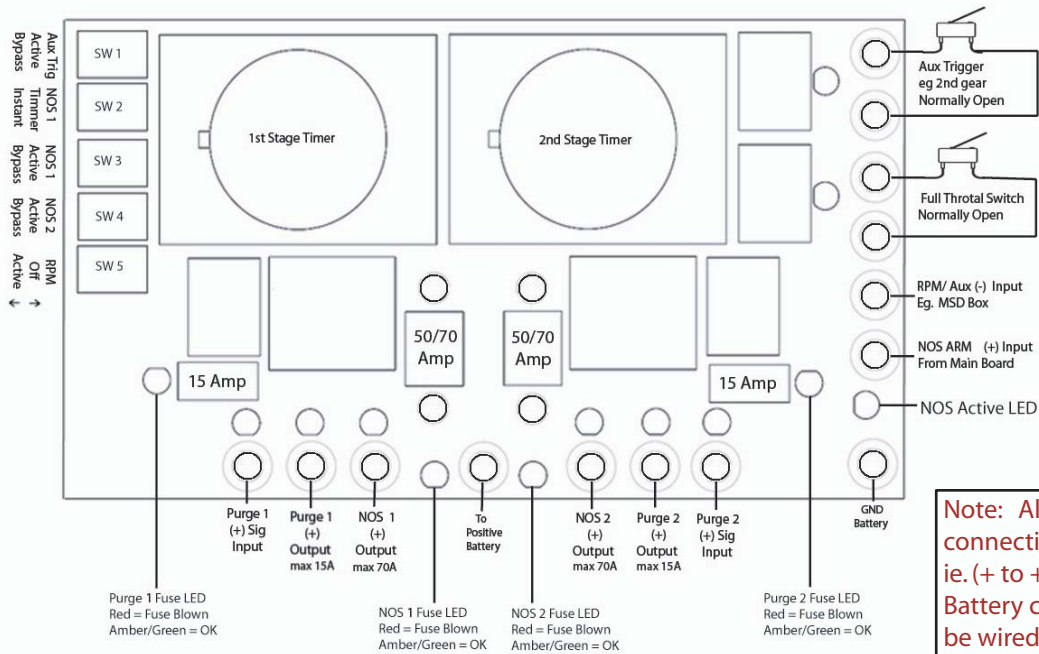 Aux Trig
Active
Bypass
NOS 1
Timmer
Instant
NOS 1
Active
Bypass
NOS 2
Active
Bypass
RPM
Off
Active
↑
↓
SW 1
SW 2
SW 3
SW 4
SW 5
1st Stage Timer
2nd Stage Timer
Aux Trigger
eg 2nd gear
Normally Open
Full Throtal Switch
Normally Open
RPM/ Aux (-) Input
Eg. MSD Box
NOS ARM (+) Input
From Main Board
NOS Active LED
15 Amp
50/70
Amp
50/70
Amp
15 Amp
Purge 1
(+) Sig
Input
Purge 1
(+)
Output
max 15A
NOS 1
(+)
Output
max 70A
To
Positive
Battery
NOS 2
(+)
Output
max 70A
Purge 2
(+)
Output
max 15A
Purge 2
(+) Sig
Input
GND
Battery
Purge 1 Fuse LED
Red = Fuse Blown
Amber/Green = OK
NOS 1 Fuse LED
Red = Fuse Blown
Amber/Green = OK
NOS 2 Fuse LED
Red = Fuse Blown
Amber/Green = OK
Purge 2 Fuse LED
Red = Fuse Blown
Amber/Green = OK
Note: Al
connecti
ie. (+ to +
Battery c
be wired